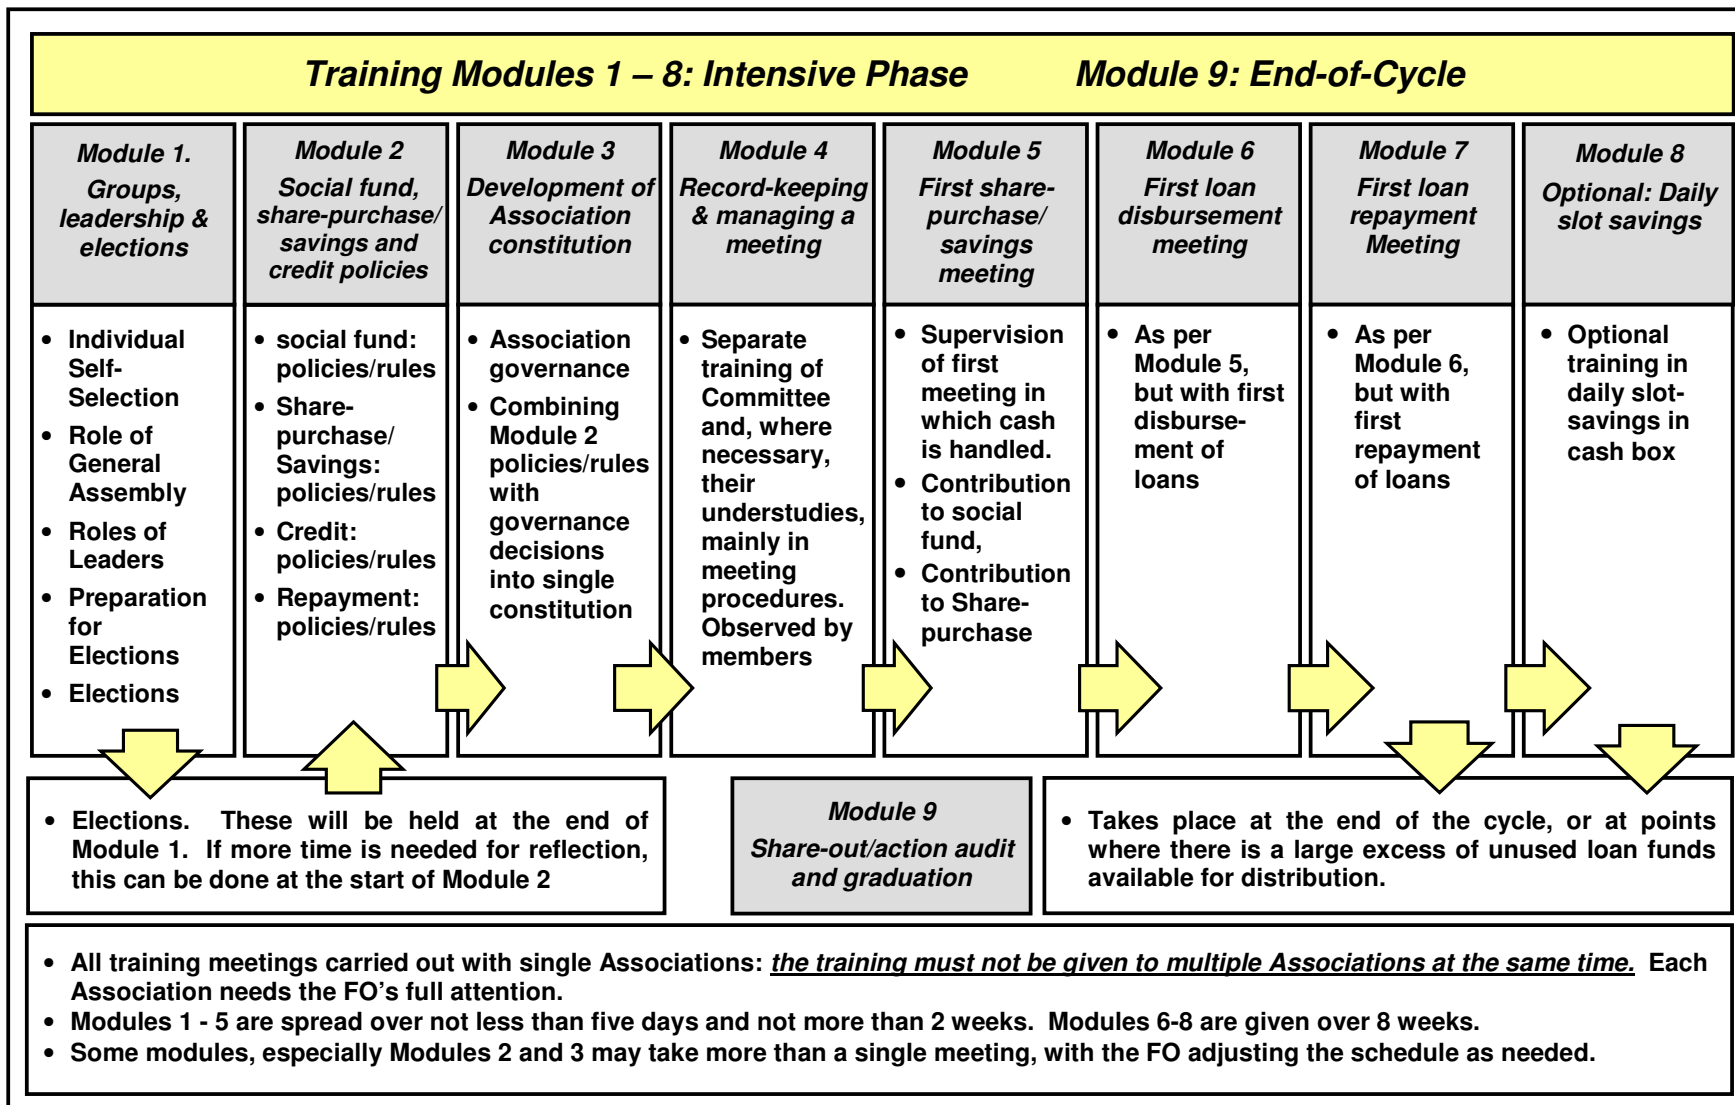 Training Modules 1 – 8: Intensive Phase Module 9: End-of-Cycle
Module 1.
Groups,
leadership &
elections
Module 2
Social fund,
share-purchase/
savings and
credit policies
Module 3
Development of
Association
constitution
Module 4
Record-keeping
& managing a
meeting
Module 5
First share-
purchase/
savings
meeting
Module 6
First loan
disbursement
meeting
Module 7
First loan
repayment
Meeting
Module 8
Optional: Daily
slot savings
• Individual
Self-
Selection
• Role of
General
Assembly
• Roles of
Leaders
• Preparation
for
Elections
• Elections
• social fund:
policies/rules
• Share-
purchase/
Savings:
policies/rules
• Credit:
policies/rules
• Repayment:
policies/rules
• Association
governance
• Combining
Module 2
policies/rules
with
governance
decisions
into single
constitution
• Separate
training of
Committee
and, where
necessary,
their
understudies,
mainly in
meeting
procedures.
Observed by
members
• Supervision
of first
meeting in
which cash
is handled.
• Contribution
to social
fund,
• Contribution
to Share-
purchase
• As per
Module 5,
but with first
disburse-
ment of
loans
• As per
Module 6,
but with
first
repayment
of loans
• Optional
training in
daily slot-
savings in
cash box
• Elections. These will be held at the end of
Module 1. If more time is needed for reflection,
this can be done at the start of Module 2
Module 9
Share-out/action audit
and graduation
• Takes place at the end of the cycle, or at points
where there is a large excess of unused loan funds
available for distribution.
• All training meetings carried out with single Associations: the training must not be given to multiple Associations at the same time. Each
Association needs the FO’s full attention.
• Modules 1 - 5 are spread over not less than five days and not more than 2 weeks. Modules 6-8 are given over 8 weeks.
• Some modules, especially Modules 2 and 3 may take more than a single meeting, with the FO adjusting the schedule as needed.